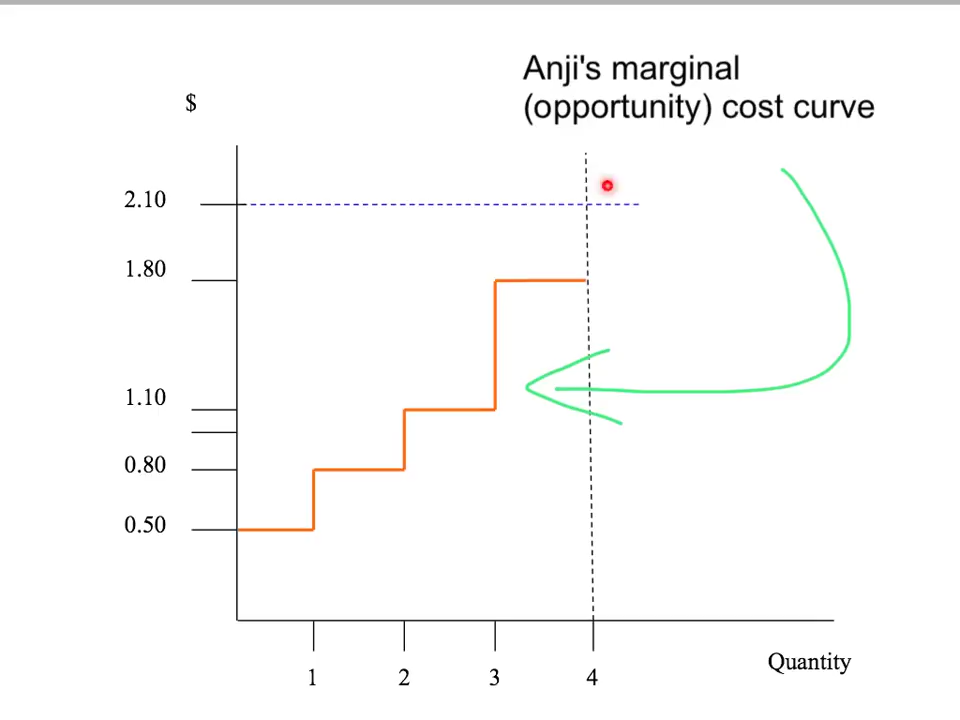 Anji's marginal
(opportunity) cost curve
$
2.10
1.80
1.10
0.80
0.50
1 2 3 4
Quantity